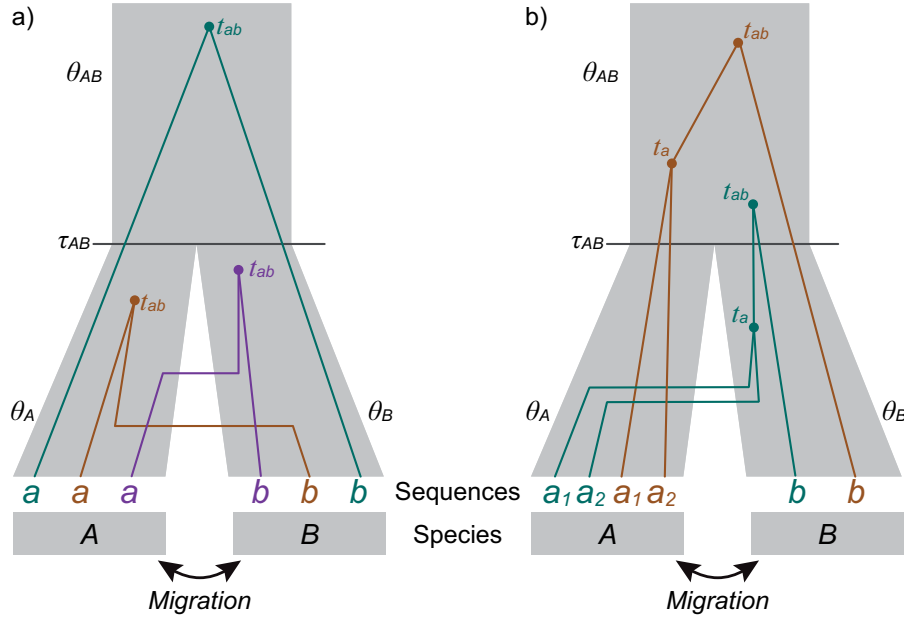 a)
t_ab
θ_AB
τ_AB
t_ab
t_ab
θ_A
θ_B
a a a b b b
A B
Migration
Sequences
Species
b)
t_ab
θ_AB
t_a
t_ab
τ_AB
t_a
θ_A
θ_B
a₁ a₂ a₁ a₂ b b
A B
Migration